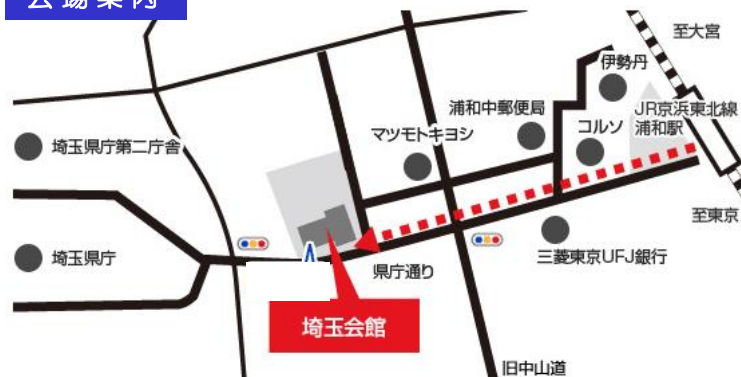 会場案内
至大宮
伊勢丹
JR京浜東北線
浦和駅
浦和中郵便局
コルソ
マツモトキヨシ
埼玉県庁第二庁舎
至東京
埼玉県庁
県庁通り
三菱東京UFJ銀行
埼玉会館
旧中山道